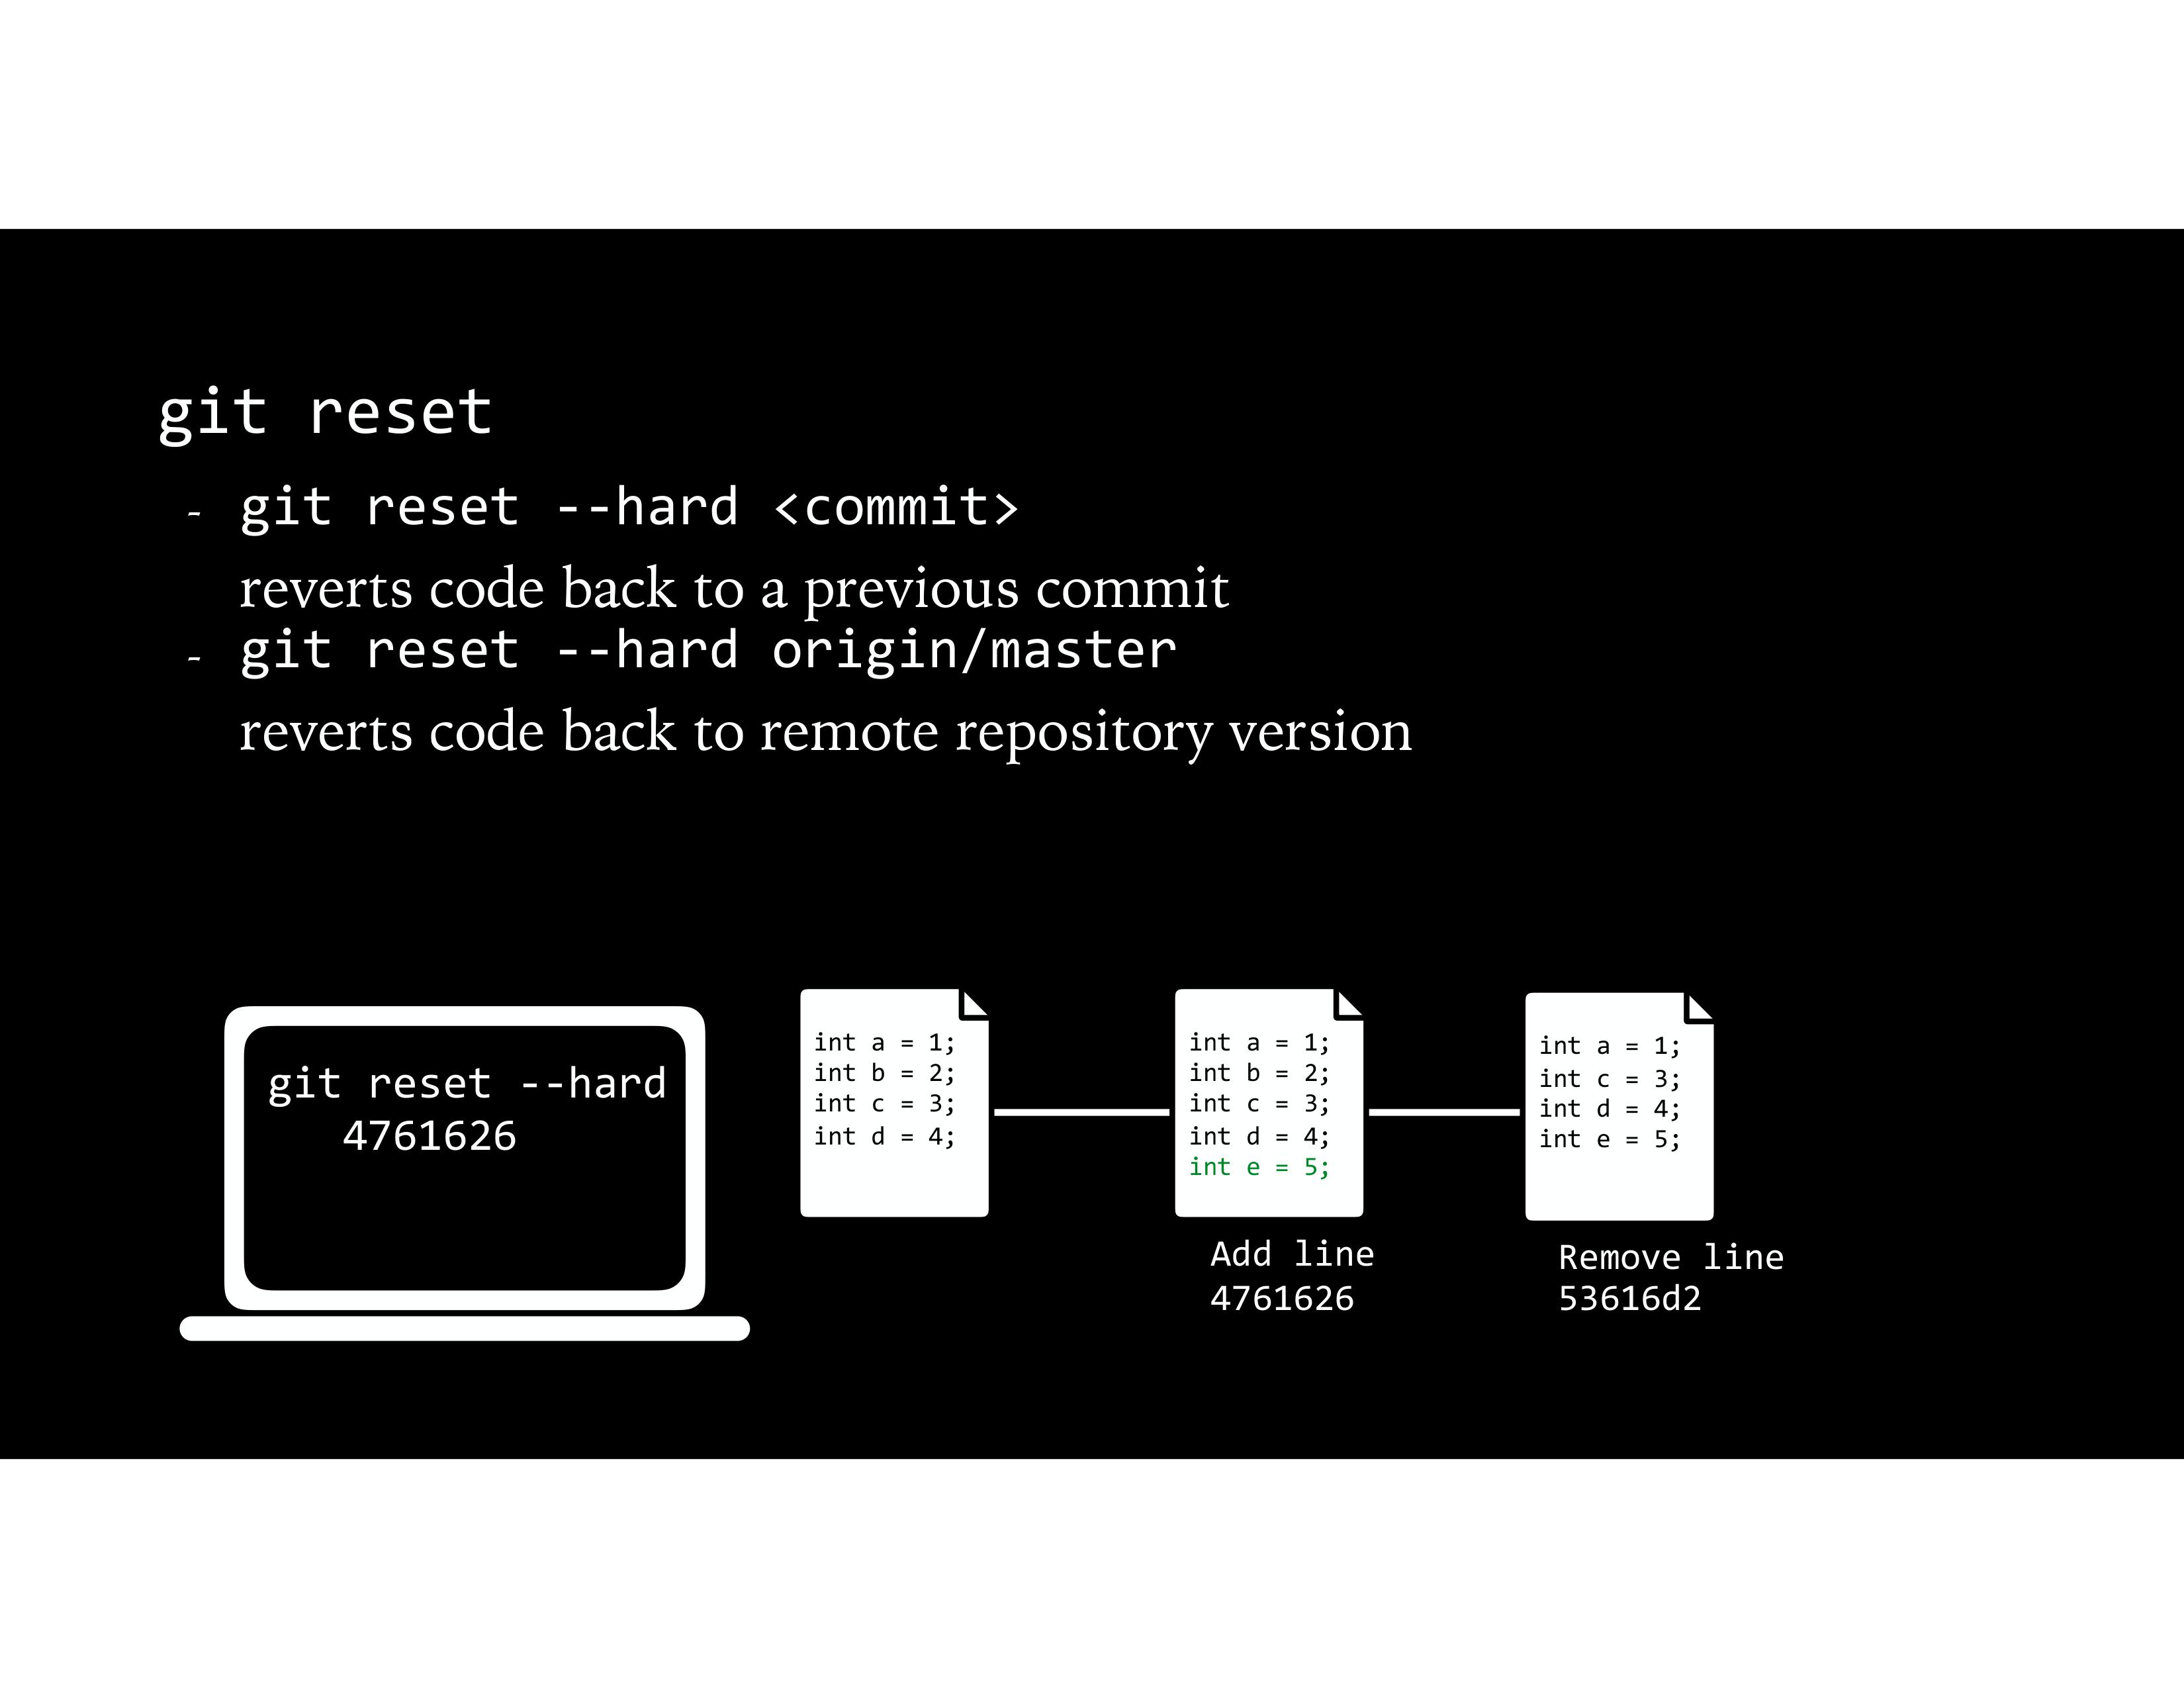 git reset
- git reset --hard <commit>
reverts code back to a previous commit
- git reset --hard origin/master
reverts code back to remote repository version
git reset --hard
4761626
int a = 1;
int b = 2;
int c = 3;
int d = 4;
int a = 1;
int b = 2;
int c = 3;
int d = 4;
int e = 5;
Add line
4761626
int a = 1;
int c = 3;
int d = 4;
int e = 5;
Remove line
53616d2